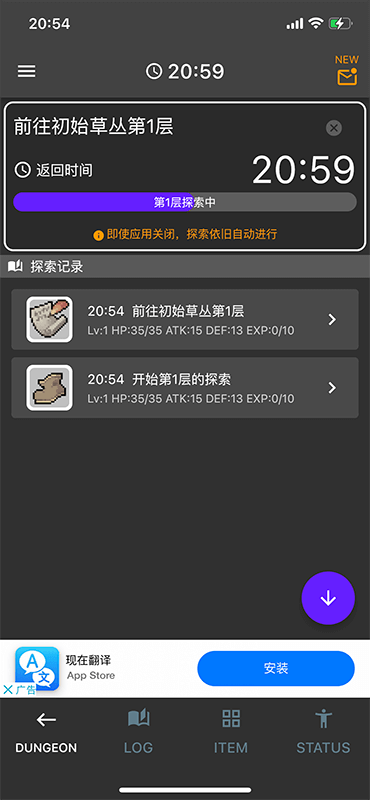 20:54
20:59
NEW
前往初始草丛第1层
返回时间
20:59
第1层探索中
即使应用关闭，探索依旧自动进行
探索记录
20:54 前往初始草丛第1层
Lv:1 HP:35/35 ATK:15 DEF:13 EXP:0/10
20:54 开始第1层的探索
Lv:1 HP:35/35 ATK:15 DEF:13 EXP:0/10
现在翻译
App Store
安装
广告
A
文
DUNGEON
LOG
ITEM
STATUS